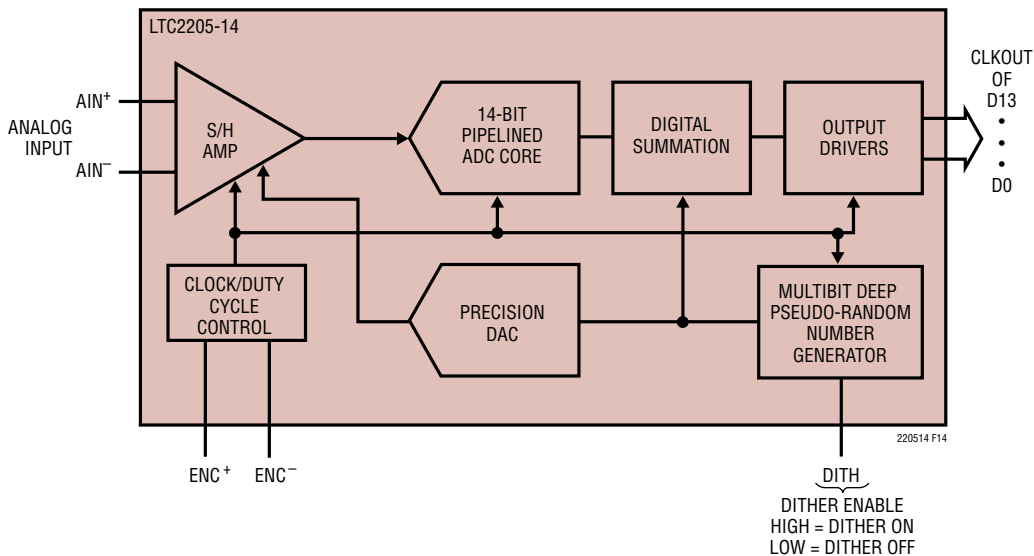 LTC2205-14
AIN+
ANALOG
INPUT
AIN−
S/H
AMP
14-BIT
PIPELINED
ADC CORE
DIGITAL
SUMMATION
OUTPUT
DRIVERS
CLKOUT
OF
D13
•
•
•
D0
CLOCK/DUTY
CYCLE
CONTROL
PRECISION
DAC
MULTIBIT DEEP
PSEUDO-RANDOM
NUMBER
GENERATOR
220514 F14
ENC+
ENC−
DITH
DITHER ENABLE
HIGH = DITHER ON
LOW = DITHER OFF